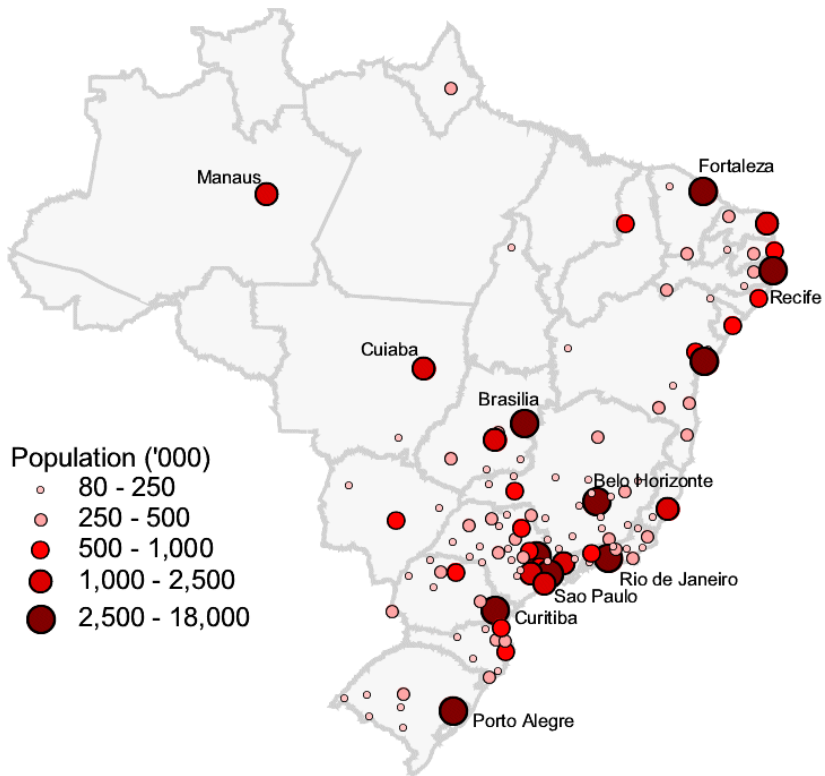 Fortaleza
Manaus
Recife
Cuiaba
Brasilia
Population ('000)
80 - 250
250 - 500
500 - 1,000
1,000 - 2,500
2,500 - 18,000
Belo Horizonte
Rio de Janeiro
Sao Paulo
Curitiba
Porto Alegre